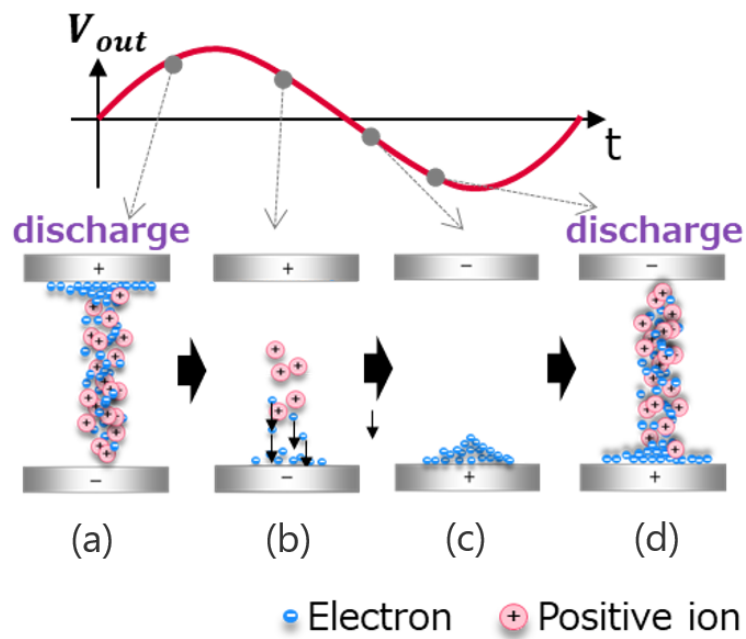 V_out
t
discharge
discharge
+
+
−
−
−
−
+
+
(a)
(b)
(c)
(d)
Electron
+ Positive ion